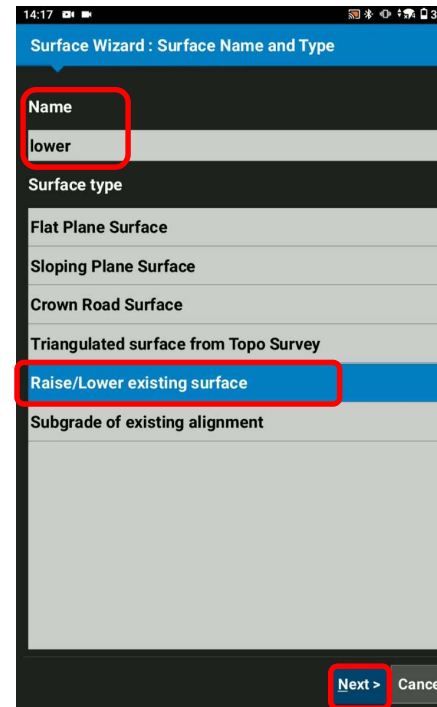 14:17
Surface Wizard : Surface Name and Type
Name
lower
Surface type
Flat Plane Surface
Sloping Plane Surface
Crown Road Surface
Triangulated surface from Topo Survey
Raise/Lower existing surface
Subgrade of existing alignment
Next > Cance